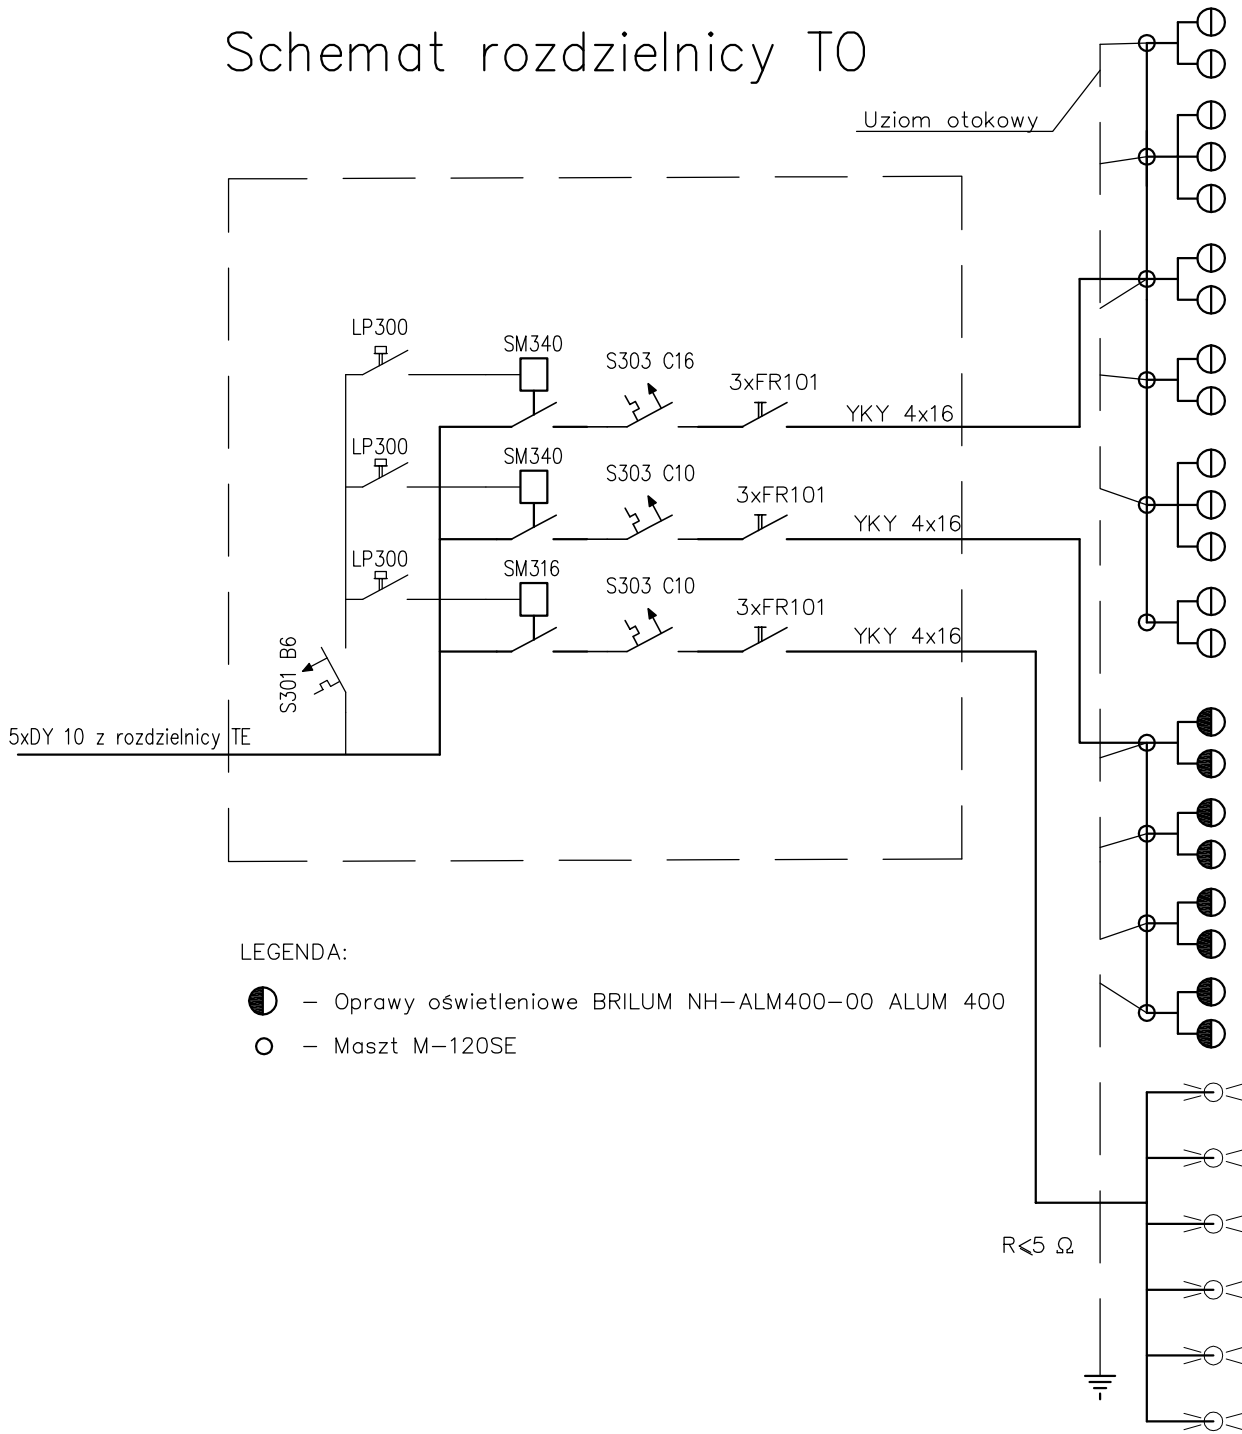 Schemat rozdzielnicy TO
Uziom otokowy
LP300
SM340
S303 C16
3xFR101
YKY 4x16
LP300
SM340
S303 C10
3xFR101
YKY 4x16
LP300
SM316
S303 C10
3xFR101
YKY 4x16
S301 B6
5xDY 10 z rozdzielnicy TE
LEGENDA:
– Oprawy oświetleniowe BRILUM NH–ALM400–00 ALUM 400
– Maszt M–120SE
R⩽5 Ω